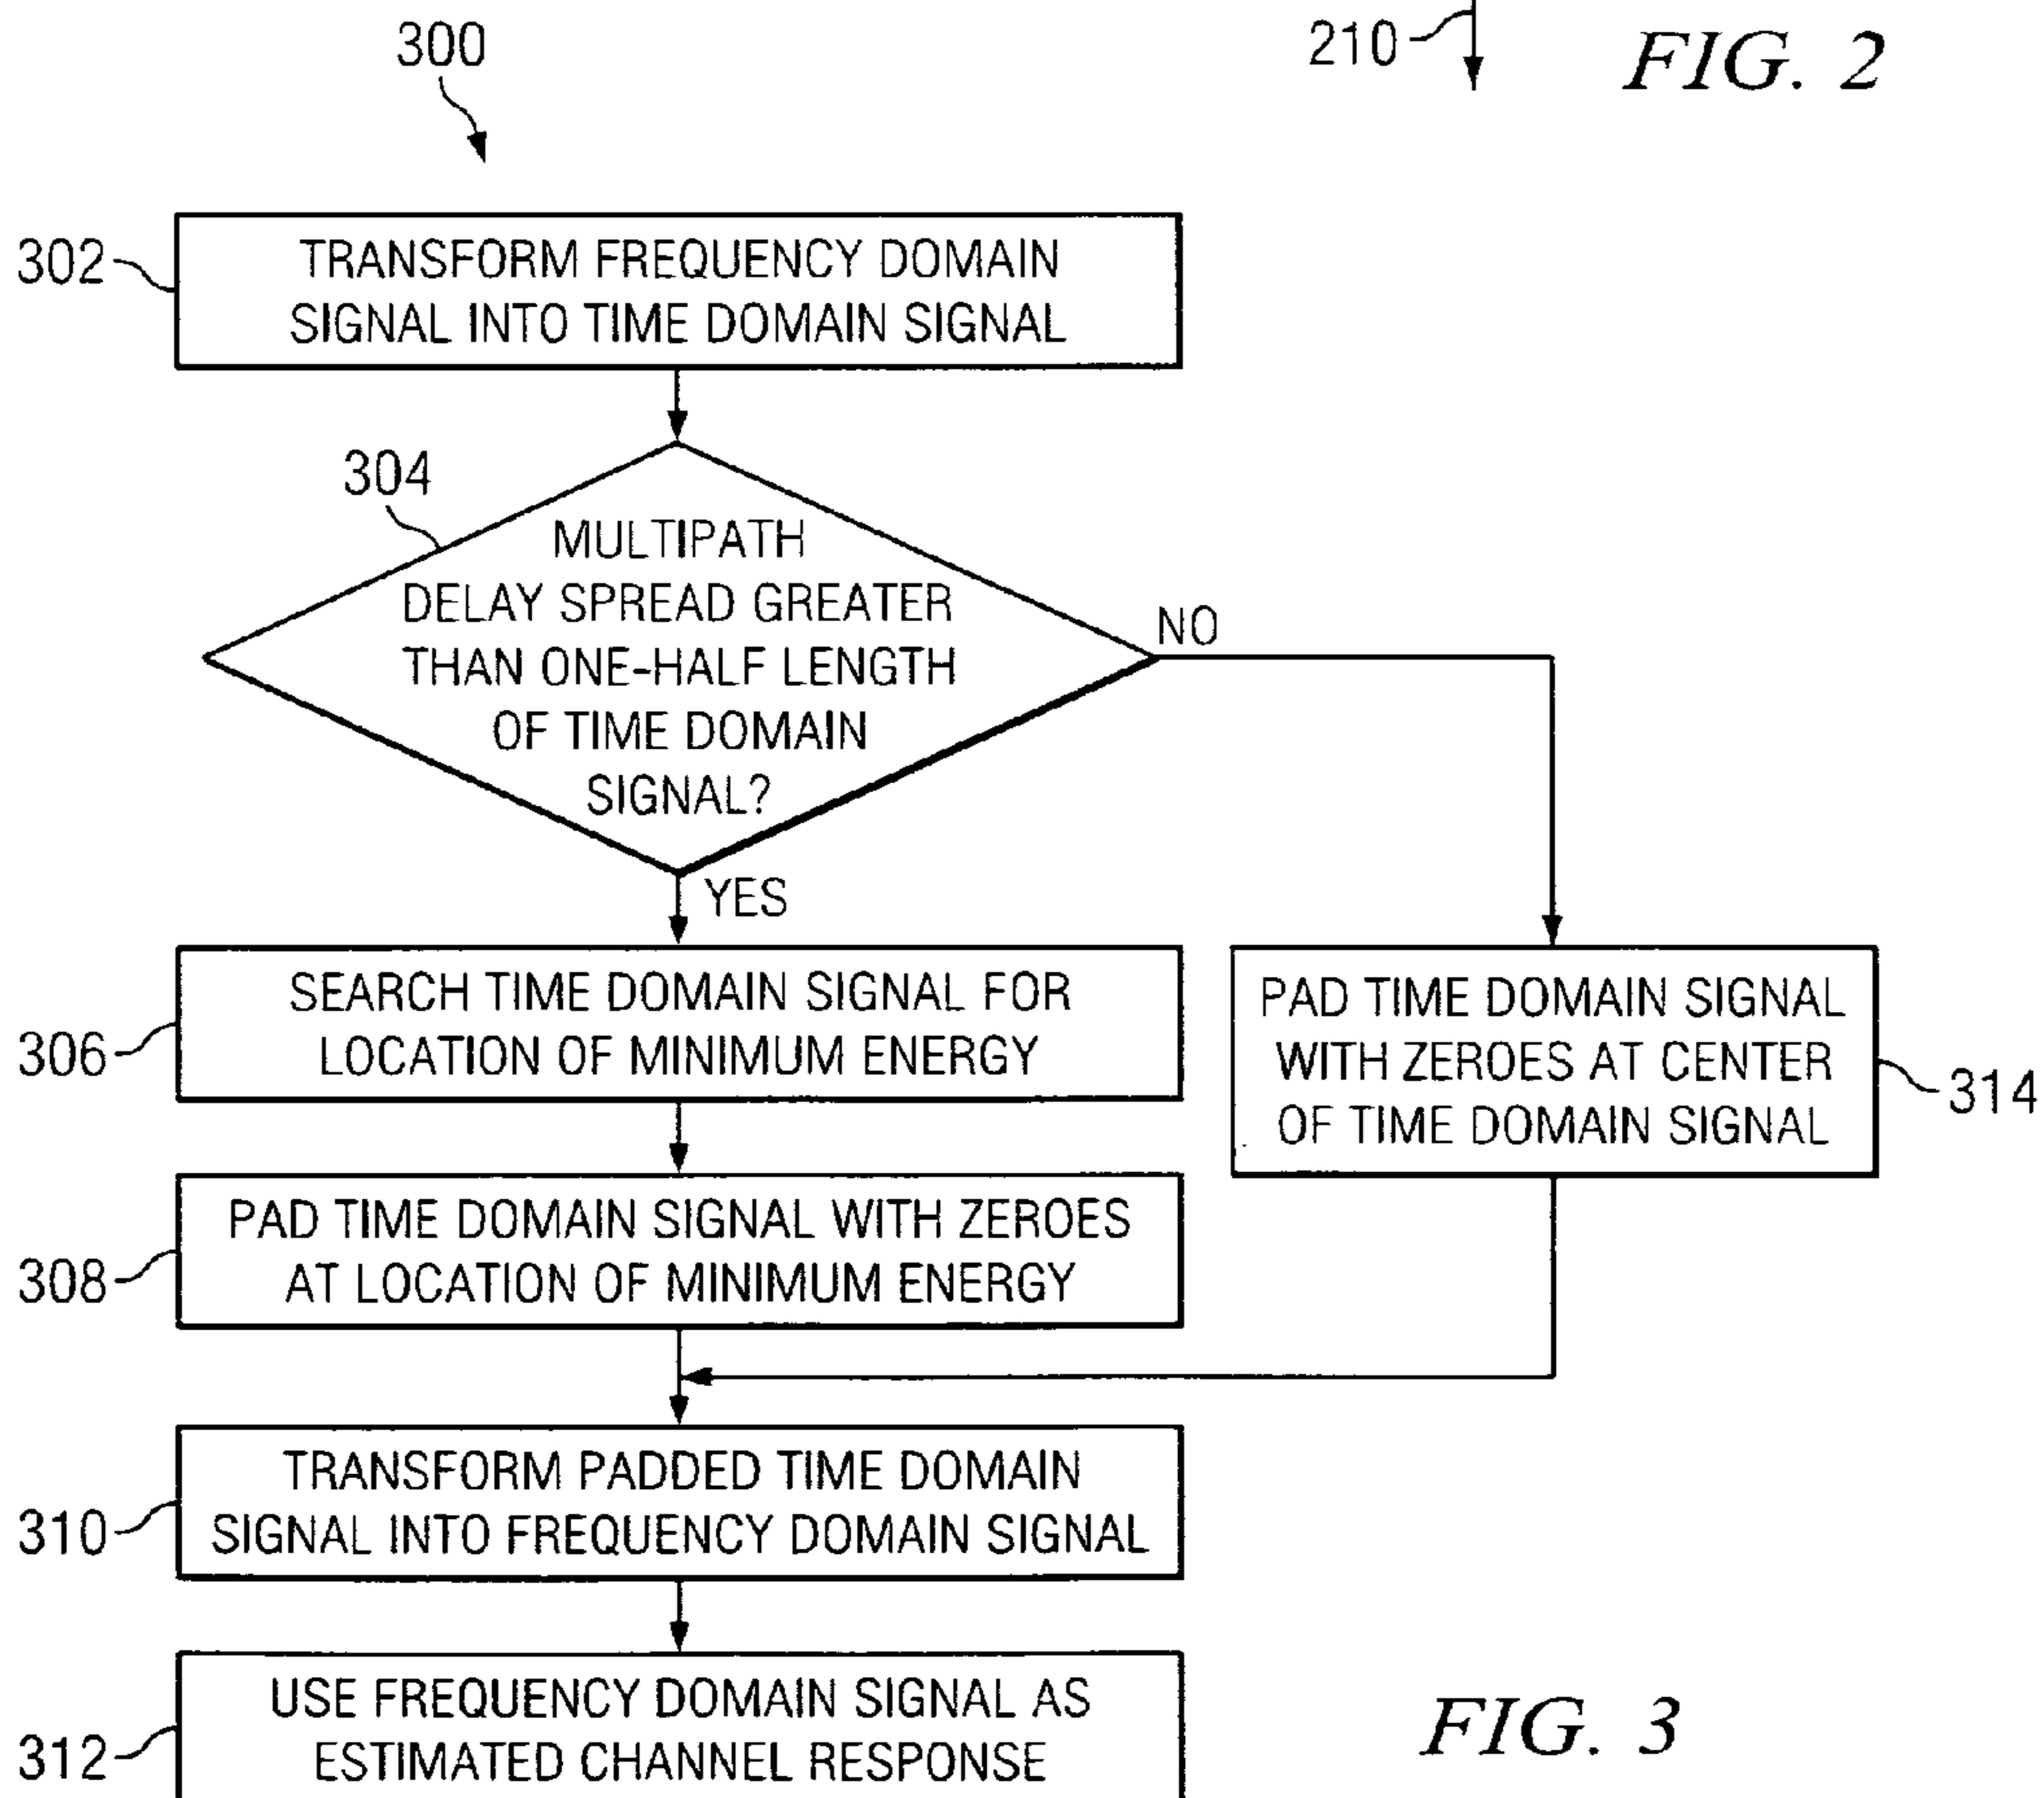 300
210
FIG. 2
302
TRANSFORM FREQUENCY DOMAIN
SIGNAL INTO TIME DOMAIN SIGNAL
304
MULTIPATH
DELAY SPREAD GREATER
THAN ONE-HALF LENGTH
OF TIME DOMAIN
SIGNAL?
NO
YES
306
SEARCH TIME DOMAIN SIGNAL FOR
LOCATION OF MINIMUM ENERGY
PAD TIME DOMAIN SIGNAL
WITH ZEROES AT CENTER
OF TIME DOMAIN SIGNAL
314
308
PAD TIME DOMAIN SIGNAL WITH ZEROES
AT LOCATION OF MINIMUM ENERGY
310
TRANSFORM PADDED TIME DOMAIN
SIGNAL INTO FREQUENCY DOMAIN SIGNAL
312
USE FREQUENCY DOMAIN SIGNAL AS
ESTIMATED CHANNEL RESPONSE
FIG. 3